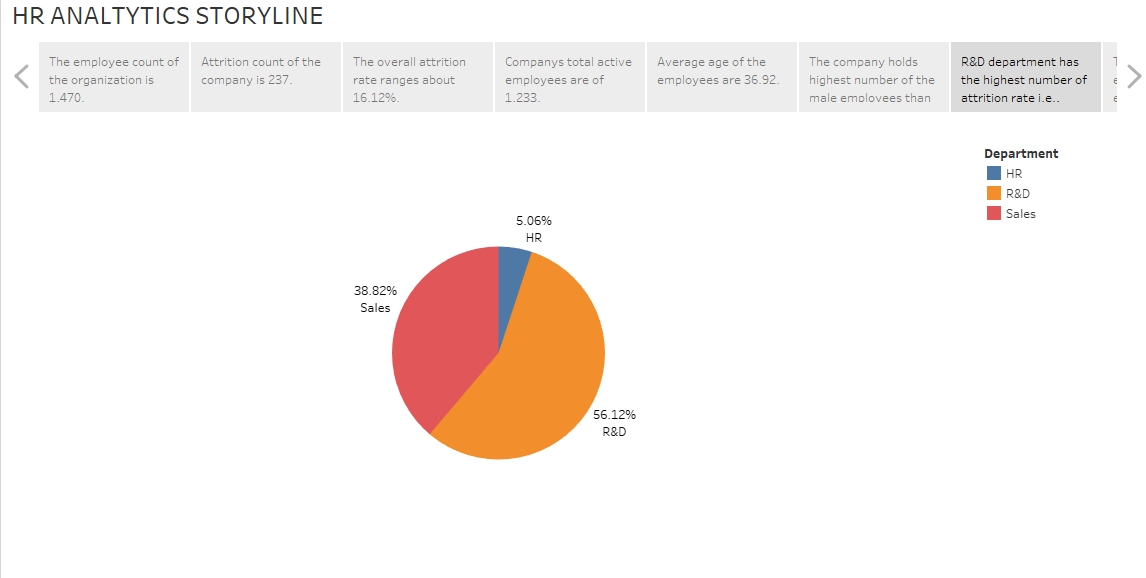 HR ANALTYTICS STORYLINE
The employee count of
the organization is
1.470.
Attrition count of the
company is 237.
The overall attrition
rate ranges about
16.12%.
Companys total active
employees are of
1.233.
Average age of the
employees are 36.92.
The company holds
highest number of the
male employees than
R&D department has
the highest number of
attrition rate i.e..
Department
HR
R&D
Sales
5.06%
HR
38.82%
Sales
56.12%
R&D